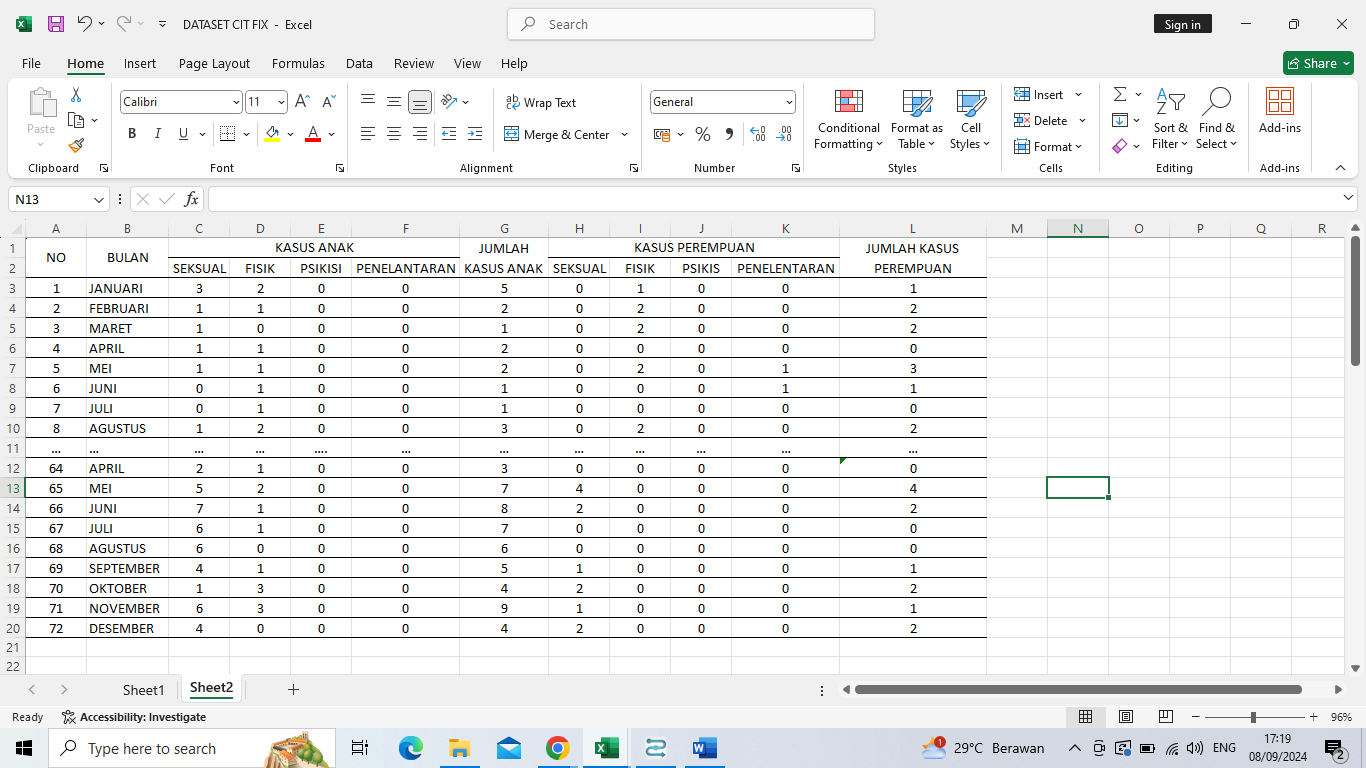 DATASET CIT FIX - Excel
Search
Sign in
File Home Insert Page Layout Formulas Data Review View Help
Share
Paste
Calibri 11
Wrap Text
General
Insert
B I U
Merge & Center
Conditional Formatting
Format as Table
Cell Styles
Delete
Format
Sort & Filter
Find & Select
Add-ins
Clipboard Font Alignment Number Styles Cells Editing Add-ins
N13 fx
A B C D E F G H I J K L M N O P Q R
1 NO BULAN KASUS ANAK JUMLAH KASUS ANAK KASUS PEREMPUAN JUMLAH KASUS PEREMPUAN
2 SEKSUAL FISIK PSIKISI PENELANTARAN SEKSUAL FISIK PSIKIS PENELENTARAN
3 1 JANUARI 3 2 0 0 5 0 1 0 0 1
4 2 FEBRUARI 1 1 0 0 2 0 2 0 0 2
5 3 MARET 1 0 0 0 1 0 2 0 0 2
6 4 APRIL 1 1 0 0 2 0 0 0 0 0
7 5 MEI 1 1 0 0 2 0 2 0 1 3
8 6 JUNI 0 1 0 0 1 0 0 0 1 1
9 7 JULI 0 1 0 0 1 0 0 0 0 0
10 8 AGUSTUS 1 2 0 0 3 0 2 0 0 2
11 ... ... ... ... .... ... ... ... ... ... ... ...
12 64 APRIL 2 1 0 0 3 0 0 0 0 0
13 65 MEI 5 2 0 0 7 4 0 0 0 4
14 66 JUNI 7 1 0 0 8 2 0 0 0 2
15 67 JULI 6 1 0 0 7 0 0 0 0 0
16 68 AGUSTUS 6 0 0 0 6 0 0 0 0 0
17 69 SEPTEMBER 4 1 0 0 5 1 0 0 0 1
18 70 OKTOBER 1 3 0 0 4 2 0 0 0 2
19 71 NOVEMBER 6 3 0 0 9 1 0 0 0 1
20 72 DESEMBER 4 0 0 0 4 2 0 0 0 2
21
22
Sheet1 Sheet2
Ready Accessibility: Investigate 96%
Type here to search
1
29°C Berawan
ENG
17:19
08/09/2024
2